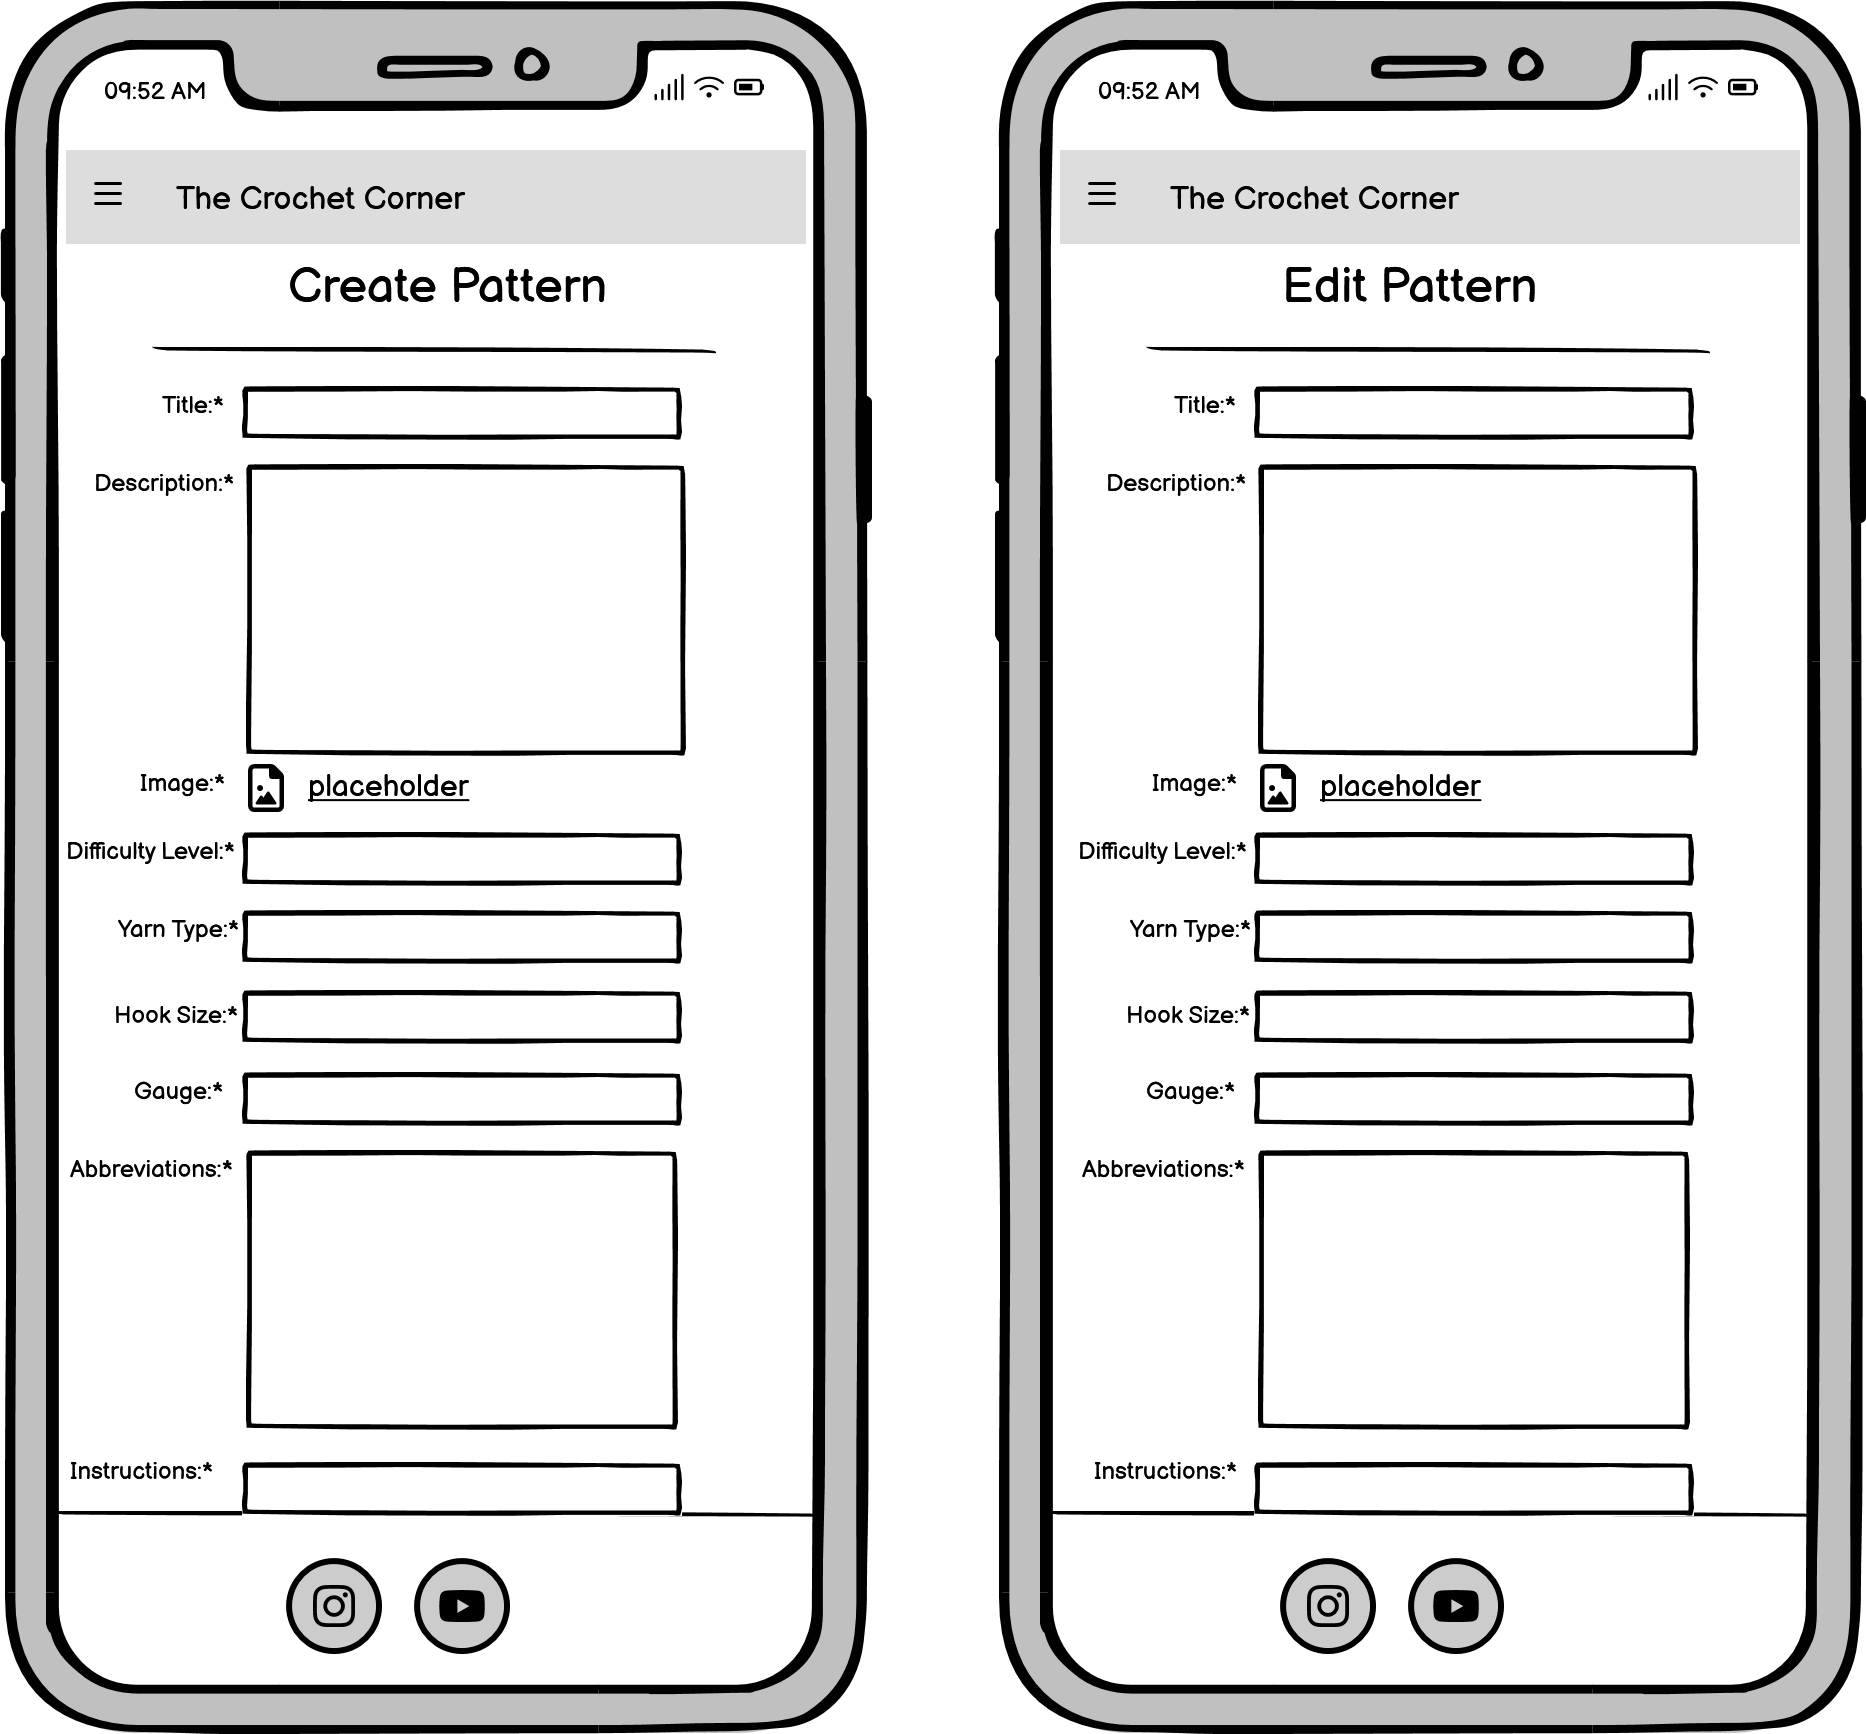 09:52 AM
The Crochet Corner
Create Pattern
Title:*
Description:*
Image:* placeholder
Difficulty Level:*
Yarn Type:*
Hook Size:*
Gauge:*
Abbreviations:*
Instructions:*
09:52 AM
The Crochet Corner
Edit Pattern
Title:*
Description:*
Image:* placeholder
Difficulty Level:*
Yarn Type:*
Hook Size:*
Gauge:*
Abbreviations:*
Instructions:*